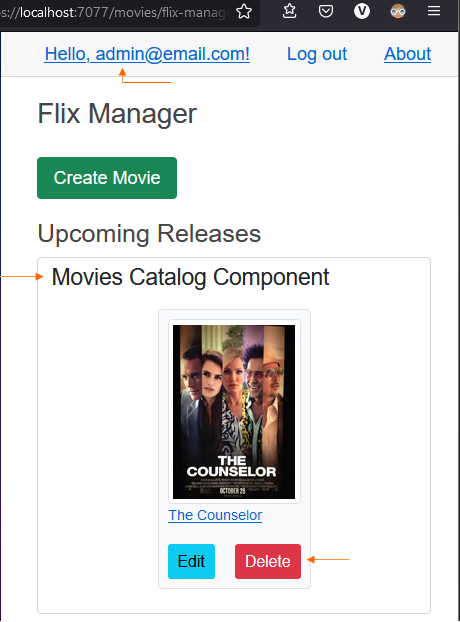 s://localhost:7077/movies/flix-manag
Hello, admin@email.com! Log out About
Flix Manager
Create Movie
Upcoming Releases
Movies Catalog Component
THE
COUNSELOR
OCTOBER 25
The Counselor
Edit Delete